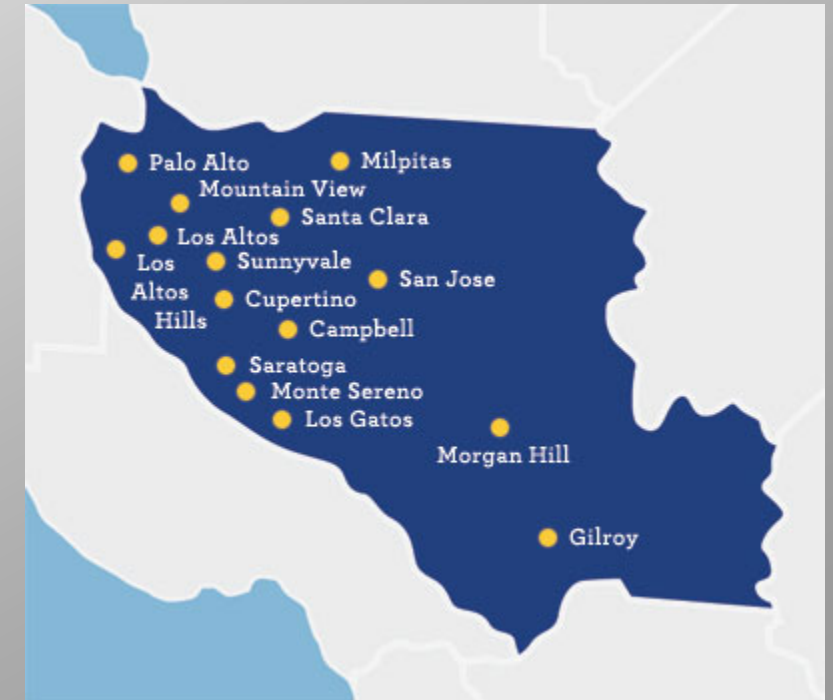 Palo Alto
Milpitas
Mountain View
Santa Clara
Los Altos
Los
Altos
Hills
Sunnyvale
San Jose
Cupertino
Campbell
Saratoga
Monte Sereno
Los Gatos
Morgan Hill
Gilroy